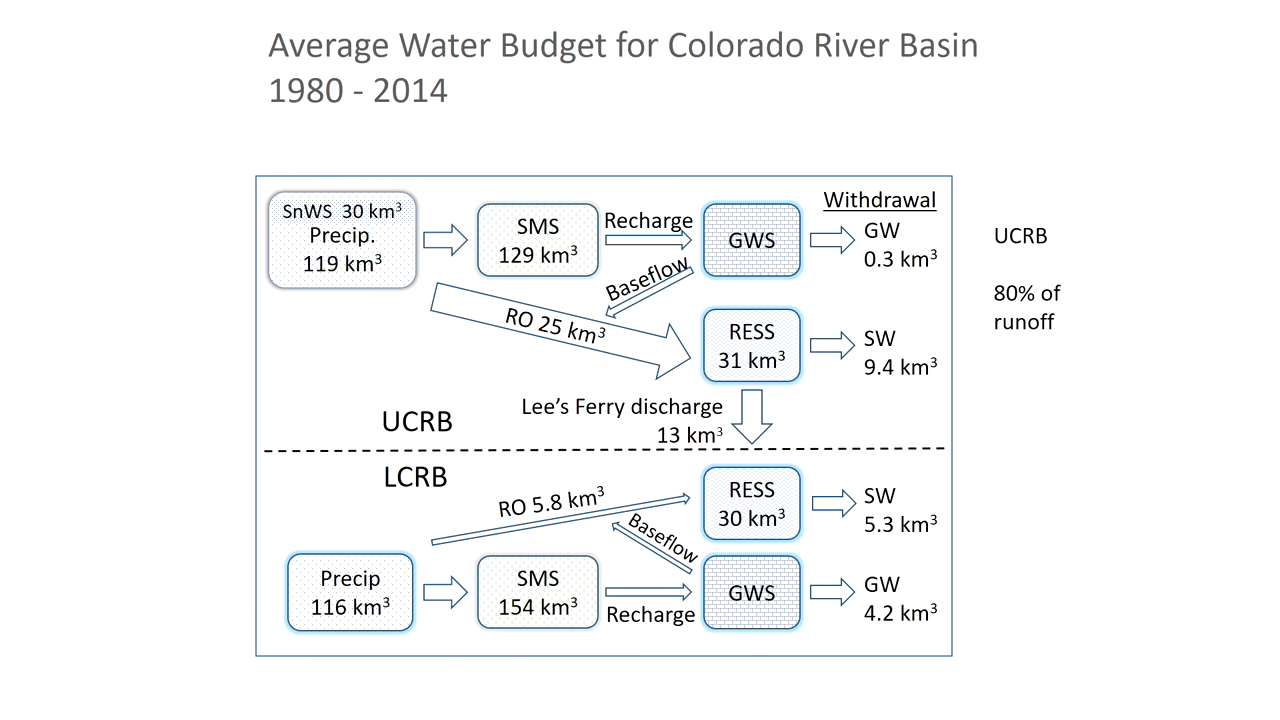 Average Water Budget for Colorado River Basin
1980 - 2014
Withdrawal
SnWS 30 km³
Precip.
119 km³
SMS
129 km³
Recharge
GWS
GW
0.3 km³
UCRB
80% of
runoff
Baseflow
RO 25 km³
RESS
31 km³
SW
9.4 km³
Lee’s Ferry discharge
13 km³
UCRB
LCRB
RO 5.8 km³
RESS
30 km³
SW
5.3 km³
Baseflow
Precip
116 km³
SMS
154 km³
Recharge
GWS
GW
4.2 km³